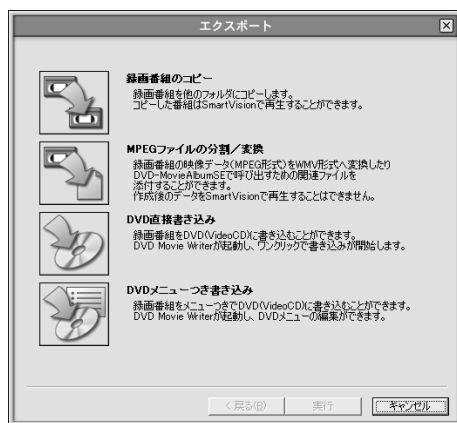 エクスポート
録画番組のコピー
録画番組を他のフォルダにコピーします。
コピーした番組はSmartVisionで再生することができます。
MPEGファイルの分割/変換
録画番組の映像データ(MPEG形式)をWMV形式へ変換したり
DVD-MovieAlbumSEで呼び出すための関連ファイルを
添付することができます。
作成後のデータをSmartVisionで再生することはできません。
DVD直接書き込み
録画番組をDVD(VideoCD)に書き込むことができます。
DVD Movie Writerが起動し、ワンクリックで書き込みが開始します。
DVDメニューつき書き込み
録画番組をメニューつきでDVD(VideoCD)に書き込むことができます。
DVD Movie Writerが起動し、DVDメニューの編集ができます。
< 戻る(B)
実行
キャンセル